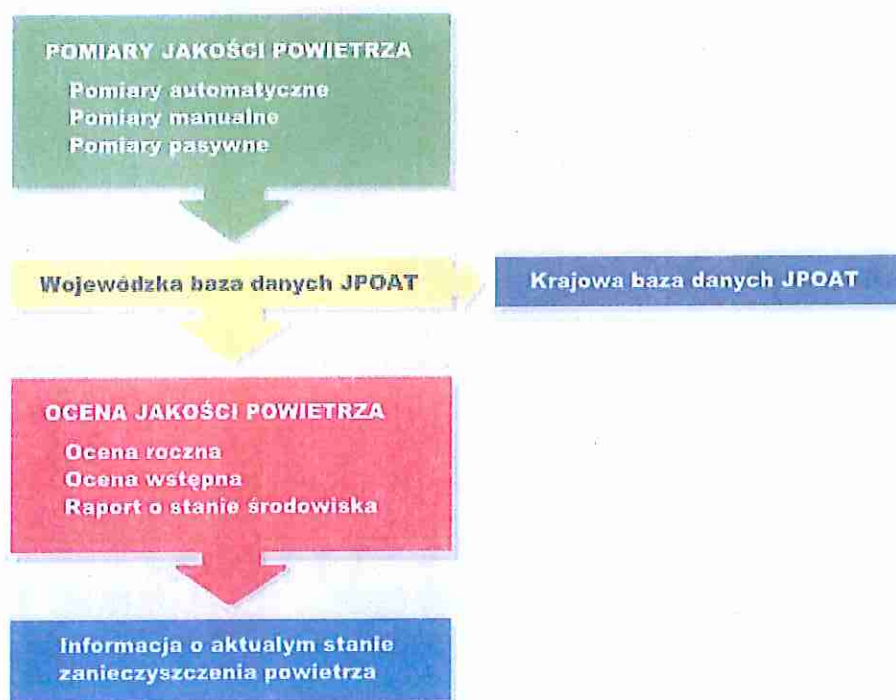 POMIARY JAKOŚCI POWIETRZA
Pomiary automatyczne
Pomiary manualne
Pomiary pasywne
Wojewódzka baza danych JPOAT
Krajowa baza danych JPOAT
OCENA JAKOŚCI POWIETRZA
Ocena roczna
Ocena wstępna
Raport o stanie środowiska
Informacja o aktualym stanie
zanieczyszczenia powietrza